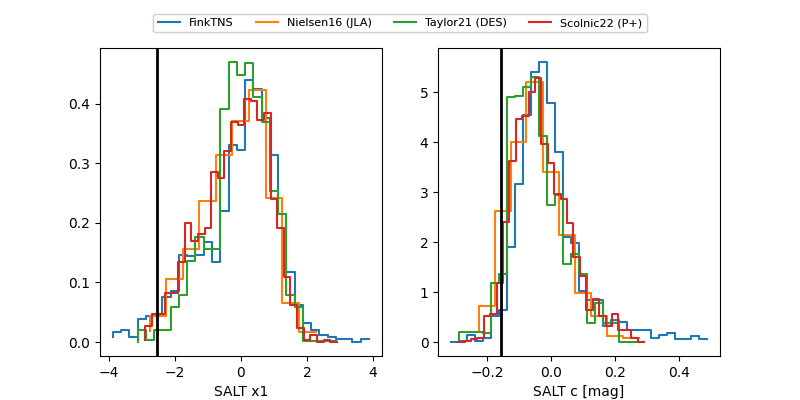 FinkTNS Nielsen16 (JLA) Taylor21 (DES) Scolnic22 (P+)
0.4
0.3
0.2
0.1
0.0
−4 −2 0 2 4
SALT x1
5
4
3
2
1
0
−0.2 0.0 0.2 0.4
SALT c [mag]